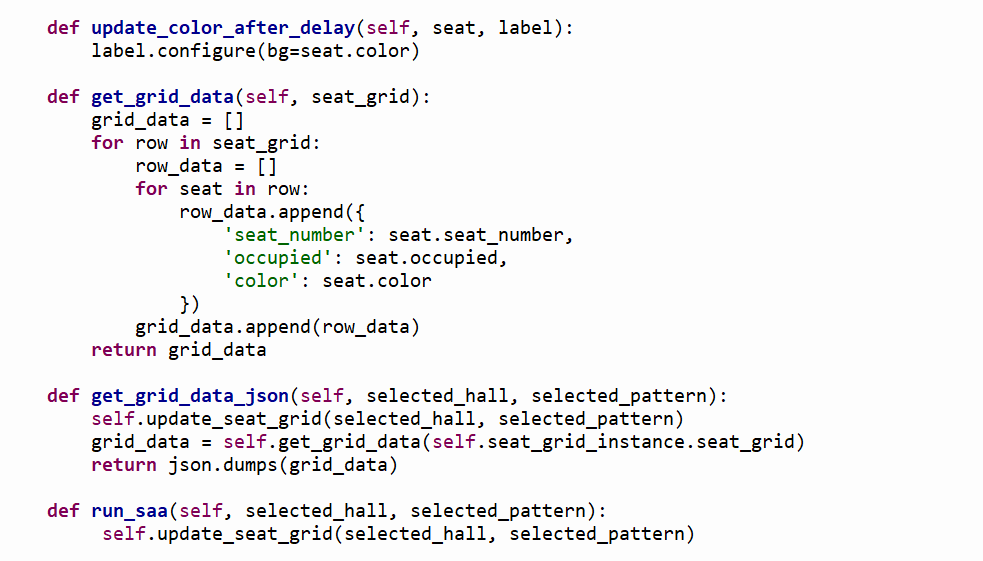 def update_color_after_delay(self, seat, label):
    label.configure(bg=seat.color)

def get_grid_data(self, seat_grid):
    grid_data = []
    for row in seat_grid:
        row_data = []
        for seat in row:
            row_data.append({
                'seat_number': seat.seat_number,
                'occupied': seat.occupied,
                'color': seat.color
            })
        grid_data.append(row_data)
    return grid_data

def get_grid_data_json(self, selected_hall, selected_pattern):
    self.update_seat_grid(selected_hall, selected_pattern)
    grid_data = self.get_grid_data(self.seat_grid_instance.seat_grid)
    return json.dumps(grid_data)

def run_saa(self, selected_hall, selected_pattern):
     self.update_seat_grid(selected_hall, selected_pattern)